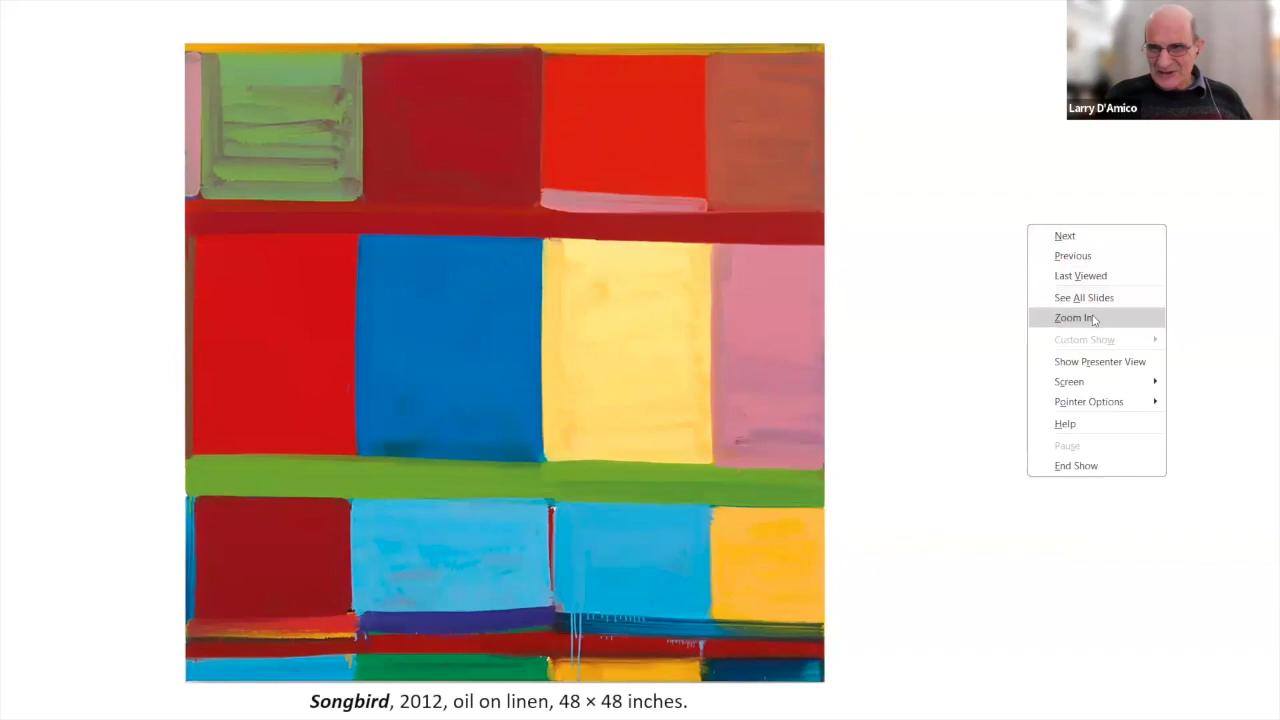 Larry D'Amico
Next
Previous
Last Viewed
See All Slides
Zoom In
Custom Show
Show Presenter View
Screen
Pointer Options
Help
Pause
End Show
Songbird, 2012, oil on linen, 48 × 48 inches.